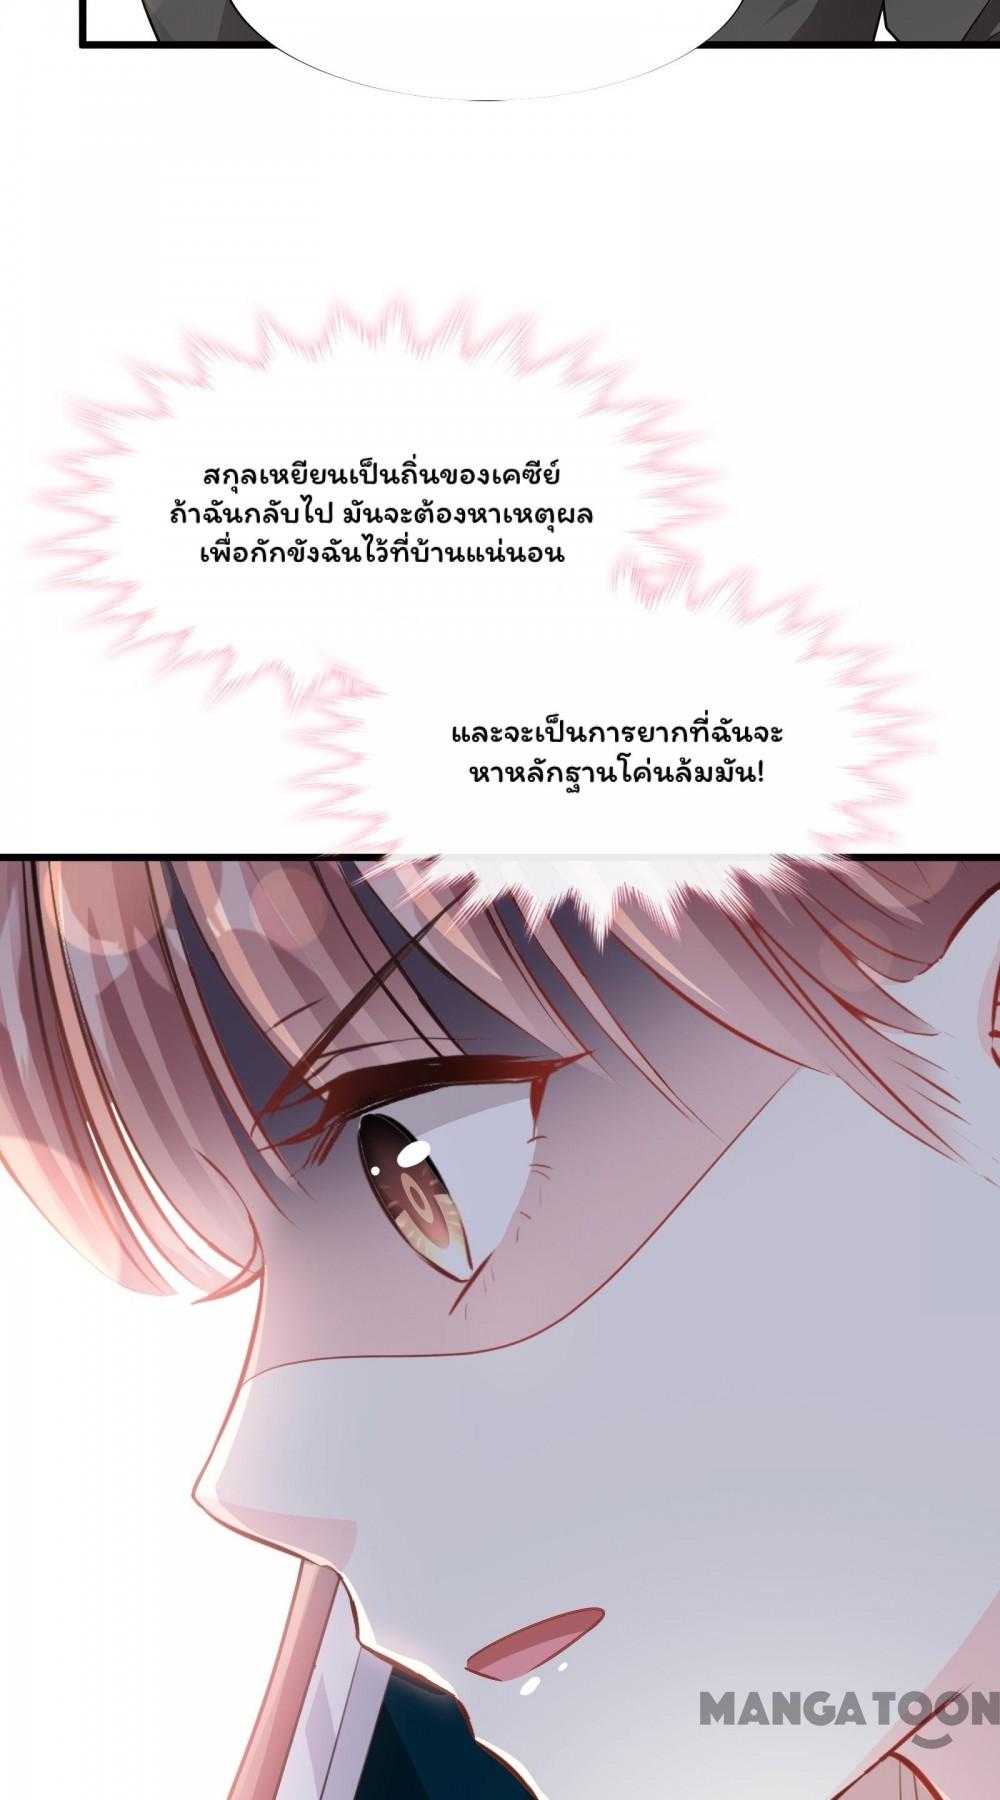 สกุลเหยียนเป็นถิ่นของเคซีย์
ถ้าฉันกลับไป มันจะต้องหาเหตุผล
เพื่อกักขังฉันไว้ที่บ้านแน่นอน
และจะเป็นการยากที่ฉันจะ
หาหลักฐานโค่นล้มมัน!
MANGATOON